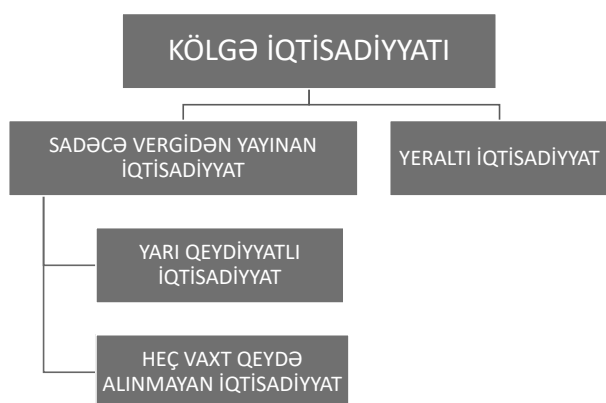 KÖLGƏ İQTİSADİYYATI
SADƏCƏ VERGİDƏN YAYINAN
İQTİSADİYYAT
YERALTI İQTİSADİYYAT
YARI QEYDİYYATLI
İQTİSADİYYAT
HEÇ VAXT QEYDƏ
ALINMAYAN İQTİSADİYYAT